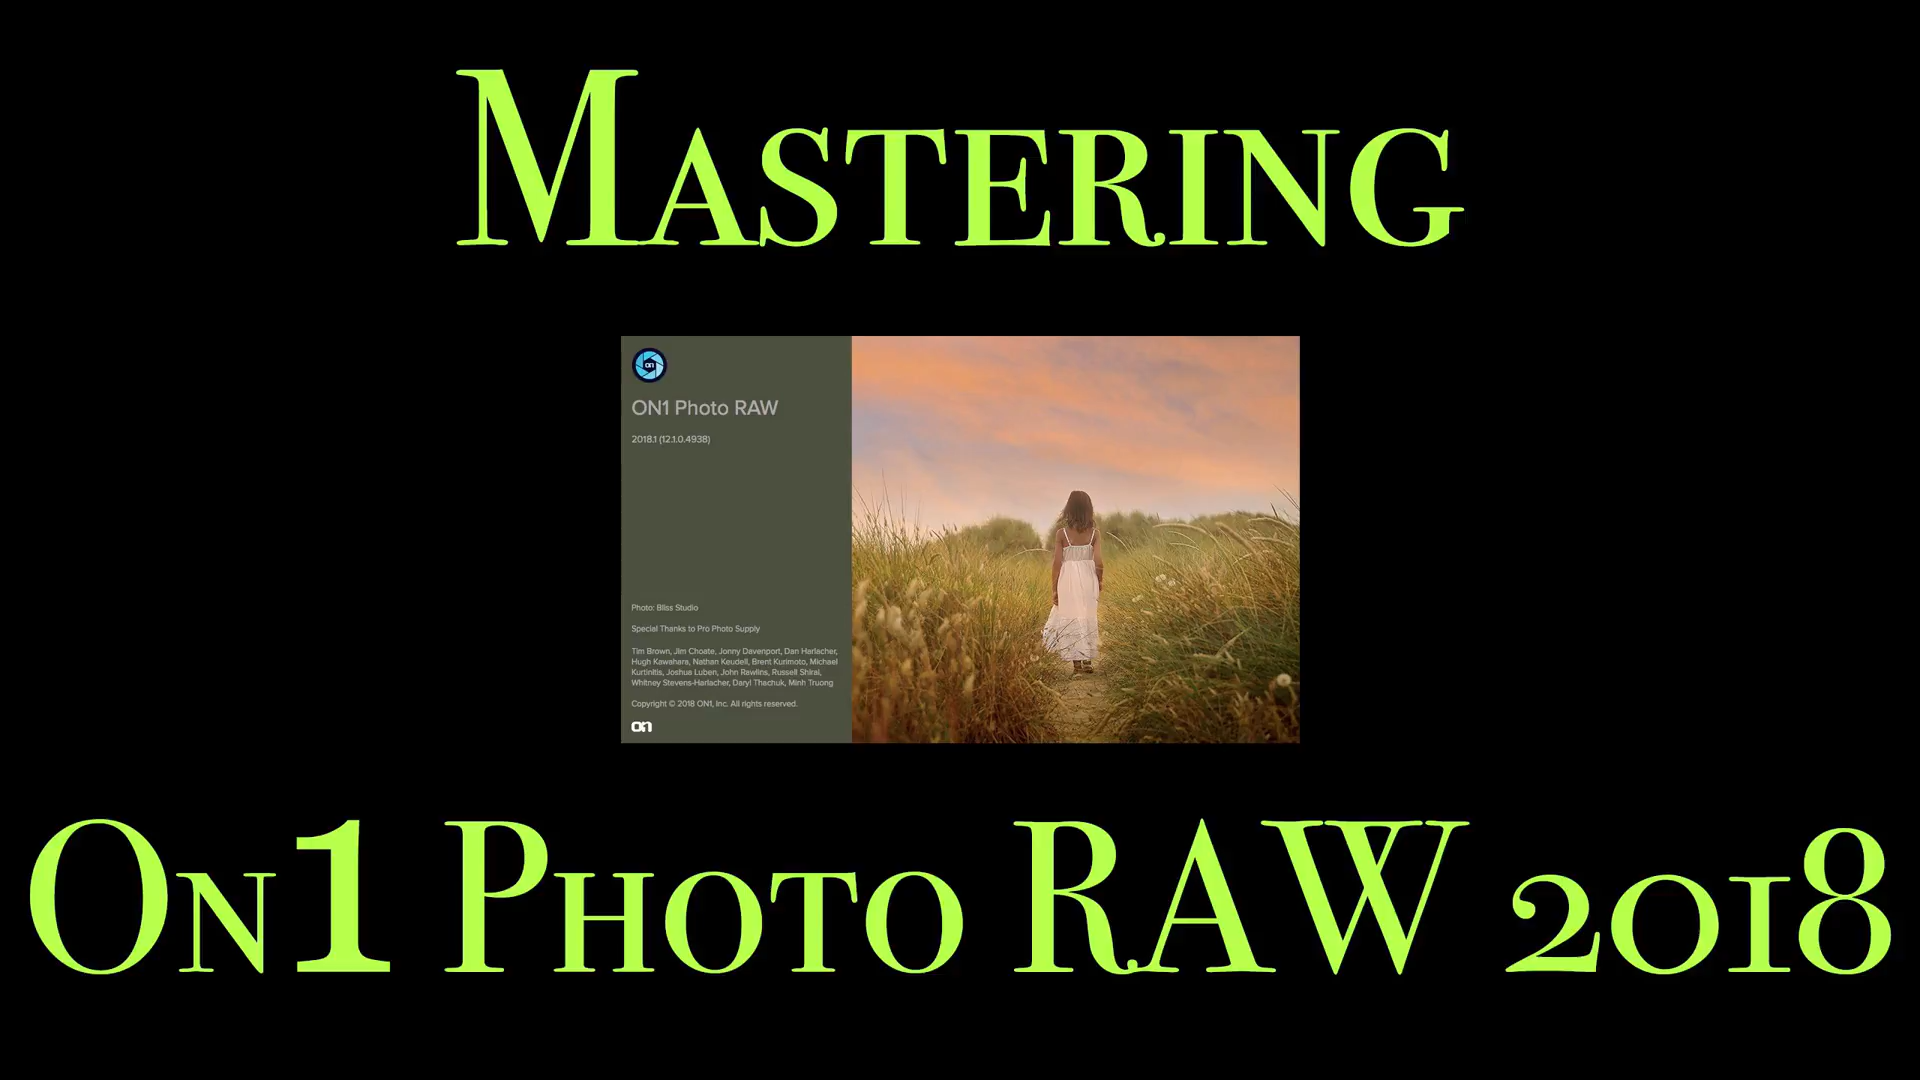 Mastering
ON1
ON1 Photo RAW
2018.1 (12.1.0.4938)
Photo: Bliss Studio
Special Thanks to Pro Photo Supply
Tim Brown, Jim Choate, Jonny Davenport, Dan Harlacher,
Hugh Kawahara, Nathan Keudell, Brent Kurimoto, Michael
Kurtinitis, Joshua Luben, John Rawlins, Russell Shirai,
Whitney Stevens-Harlacher, Daryl Thachuk, Minh Truong
Copyright © 2018 ON1, Inc. All rights reserved.
ON1
On1 Photo RAW 2018